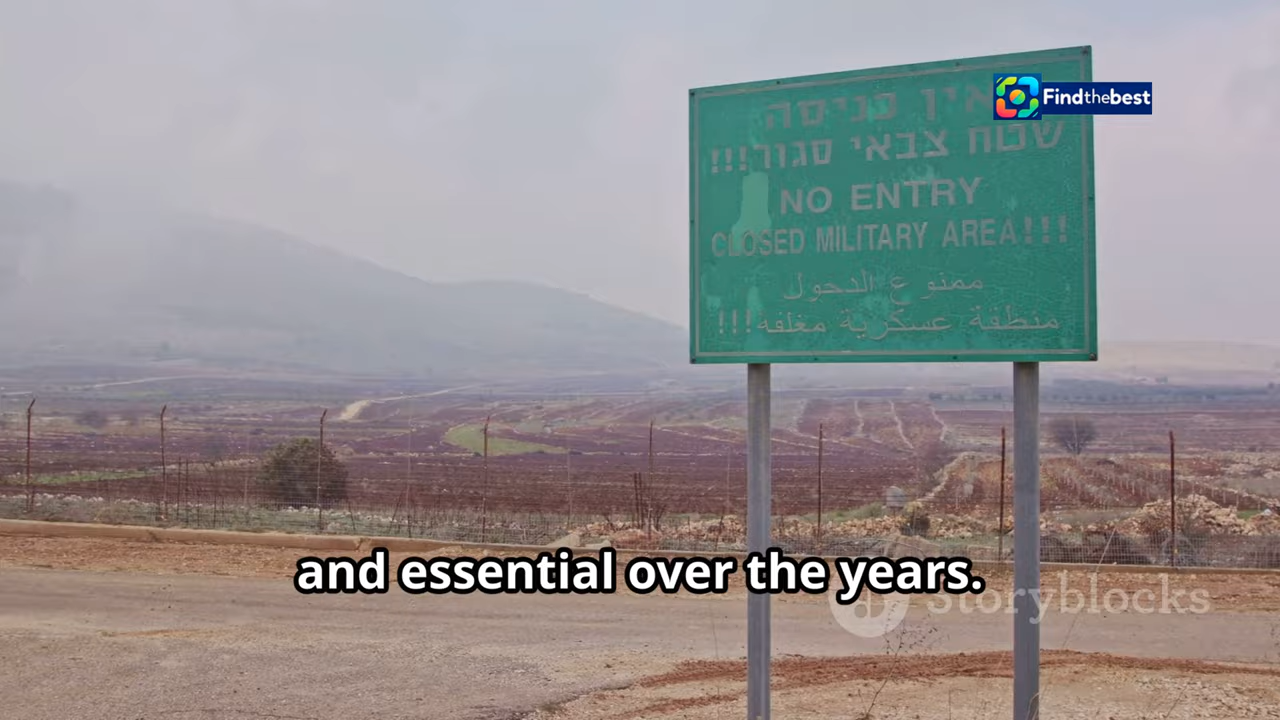 אין כניסה
שטח צבאי סגור!!!
NO ENTRY
CLOSED MILITARY AREA!!!
ممنوع الدخول
منطقة عسكرية مغلفه!!!
Findthebest
and essential over the years.
Storyblocks